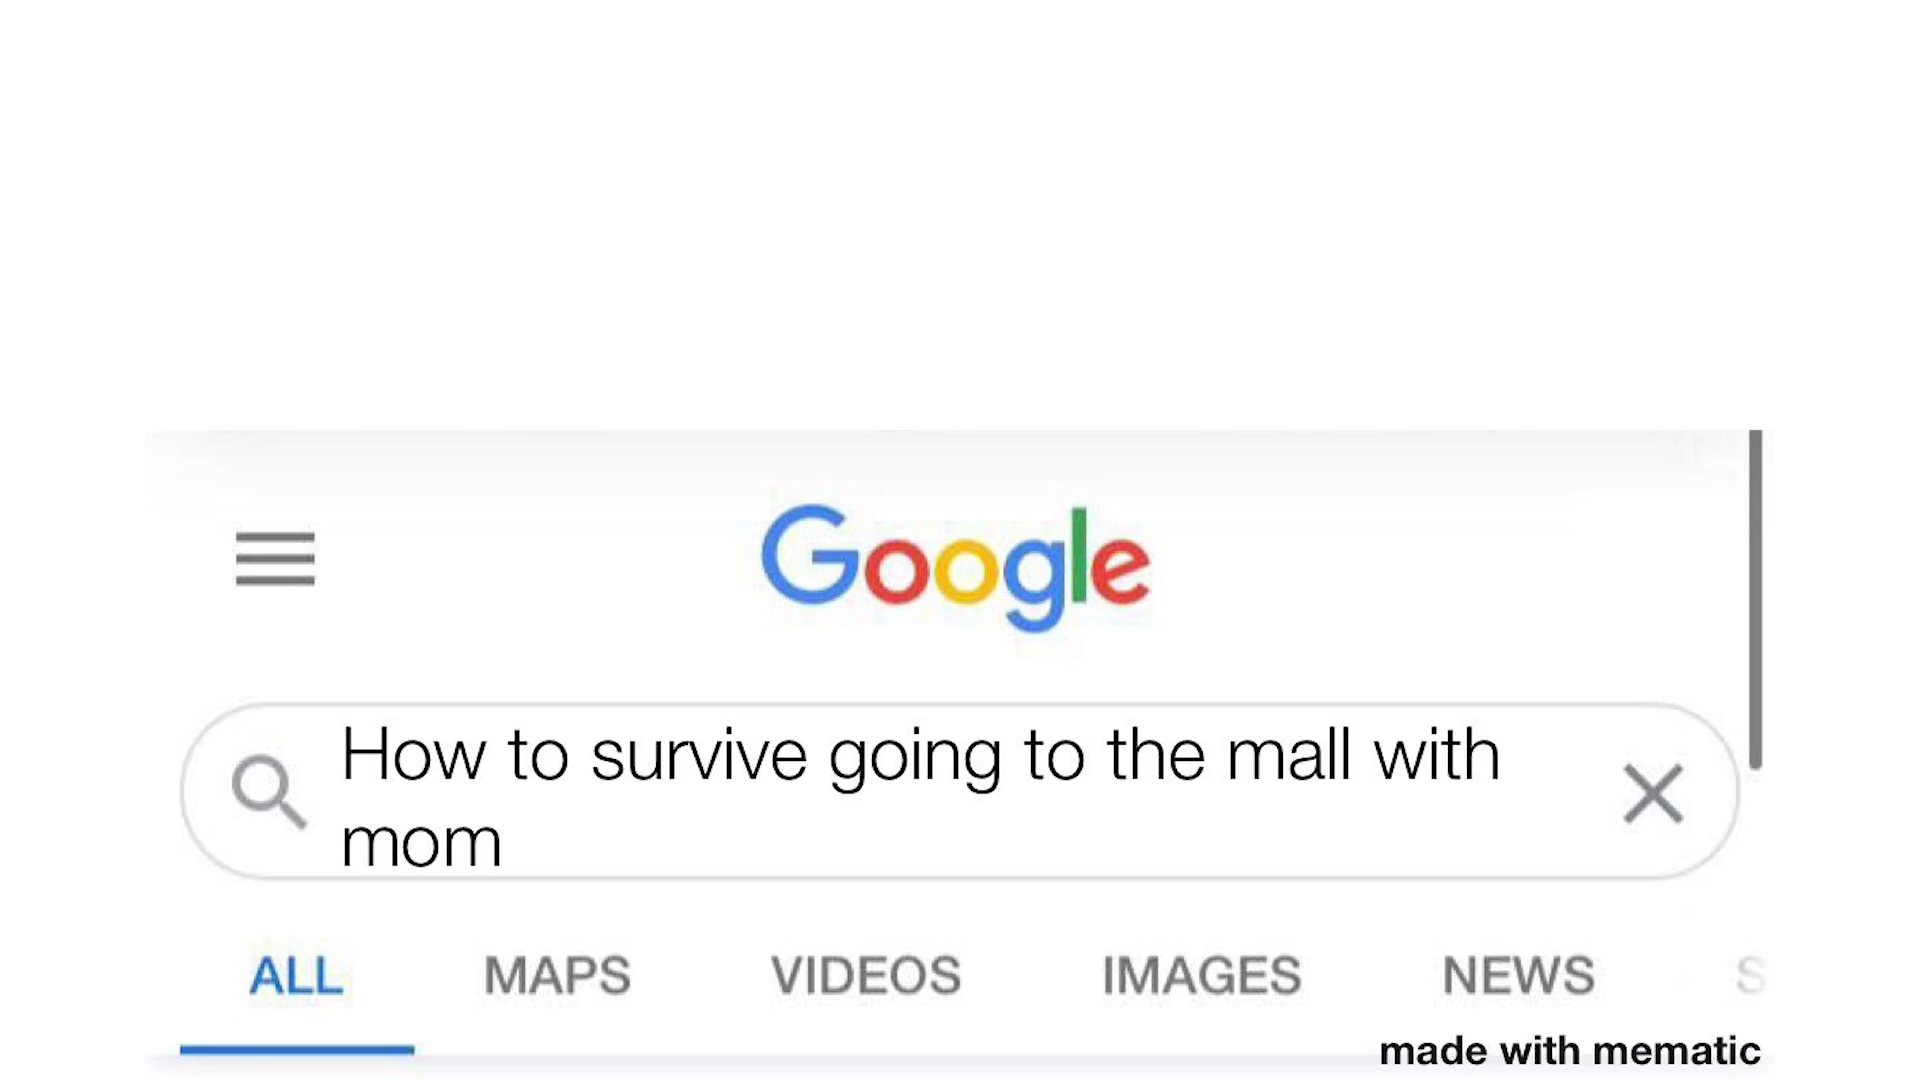 Google
How to survive going to the mall with
mom
ALL MAPS VIDEOS IMAGES NEWS S
made with mematic